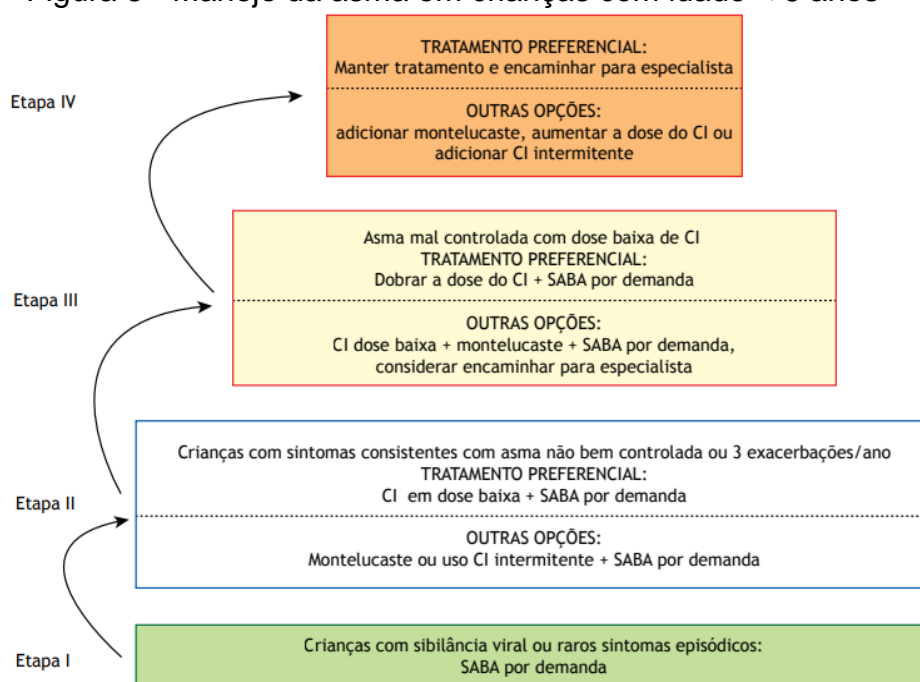 TRATAMENTO PREFERENCIAL:
Manter tratamento e encaminhar para especialista
OUTRAS OPÇÕES:
adicionar montelucaste, aumentar a dose do CI ou
adicionar CI intermitente
Etapa IV
Asma mal controlada com dose baixa de CI
TRATAMENTO PREFERENCIAL:
Dobrar a dose do CI + SABA por demanda
OUTRAS OPÇÕES:
CI dose baixa + montelucaste + SABA por demanda,
considerar encaminhar para especialista
Etapa III
Crianças com sintomas consistentes com asma não bem controlada ou 3 exacerbações/ano
TRATAMENTO PREFERENCIAL:
CI em dose baixa + SABA por demanda
OUTRAS OPÇÕES:
Montelucaste ou uso CI intermitente + SABA por demanda
Etapa II
Crianças com sibilância viral ou raros sintomas episódicos:
SABA por demanda
Etapa I